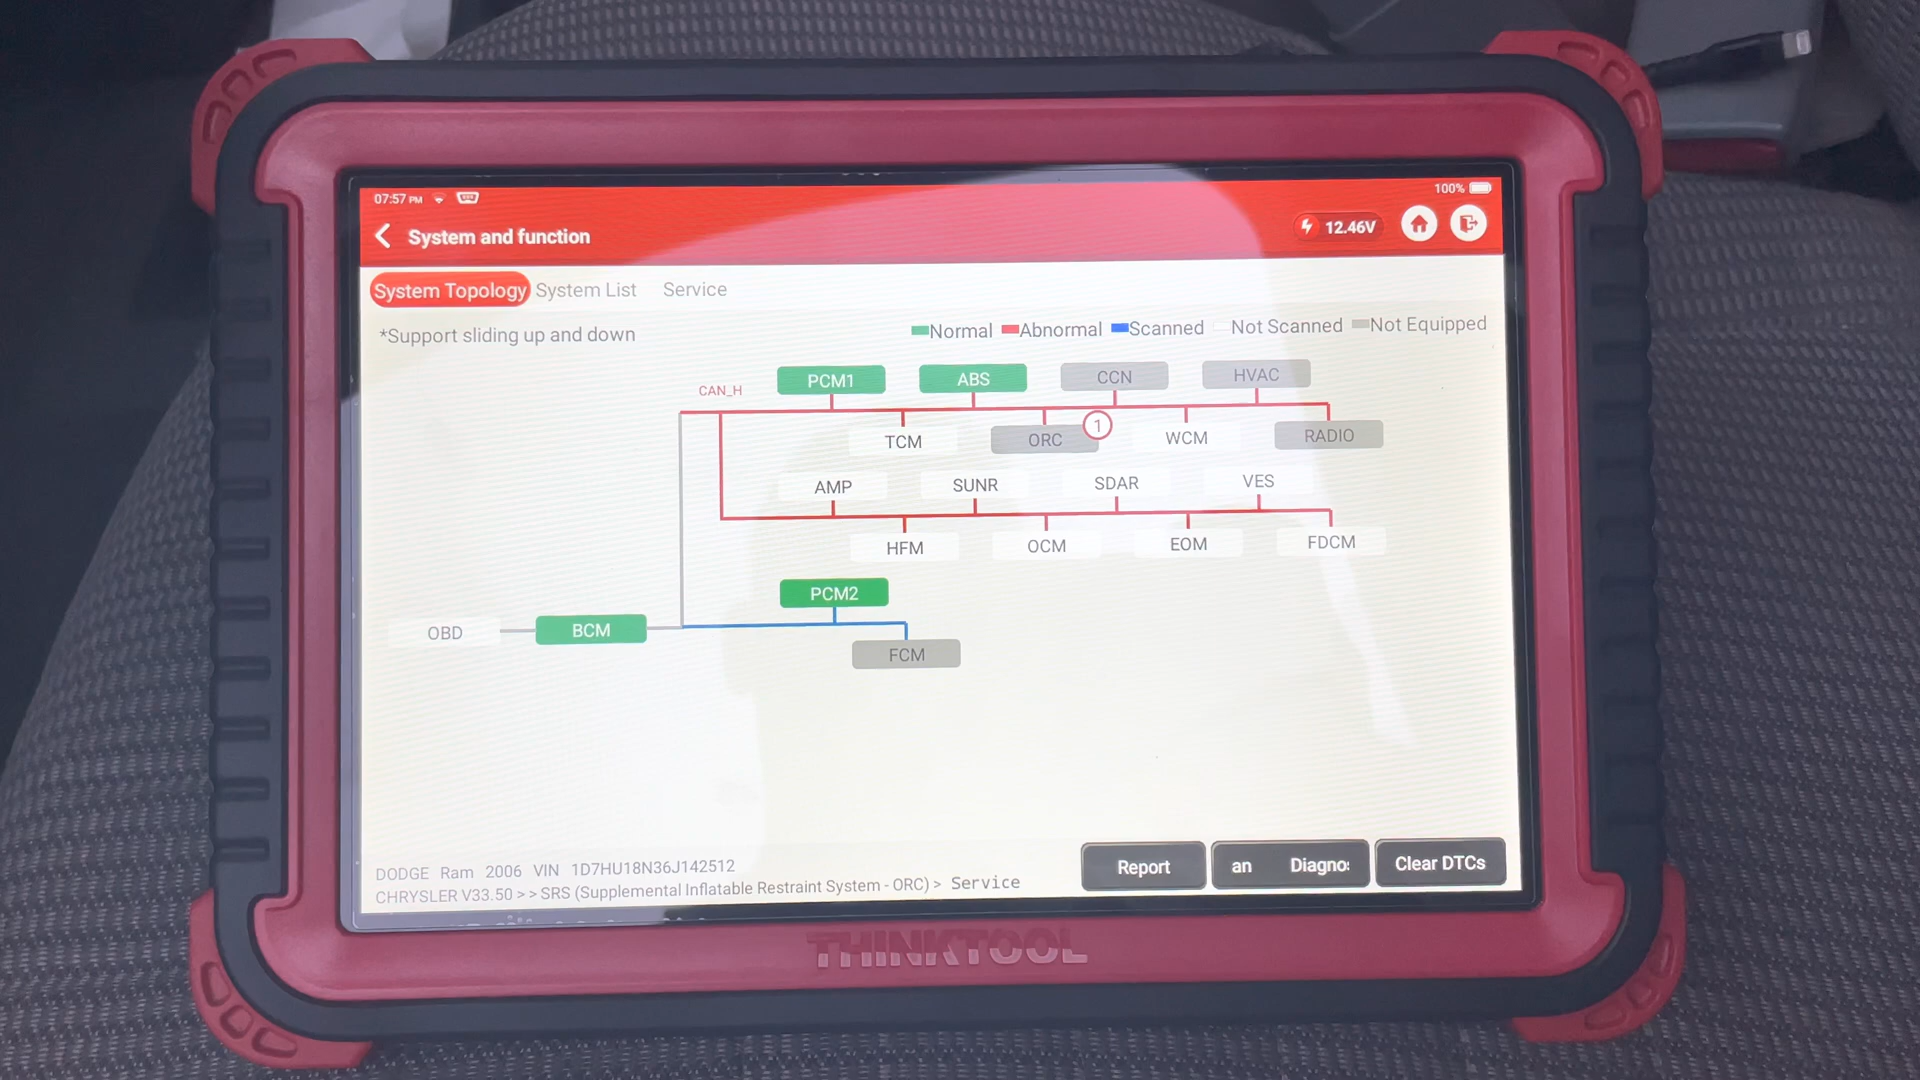 07:57 PM
100%
System and function
12.46V
System Topology System List Service
*Support sliding up and down
Normal Abnormal Scanned Not Scanned Not Equipped
CAN_H
PCM1 ABS CCN HVAC
TCM ORC 1 WCM RADIO
AMP SUNR SDAR VES
HFM OCM EOM FDCM
PCM2
OBD BCM
FCM
DODGE Ram 2006 VIN 1D7HU18N36J142512
CHRYSLER V33.50 >> SRS (Supplemental Inflatable Restraint System - ORC) > Service
Report an Diagno Clear DTCs
THINKTOOL